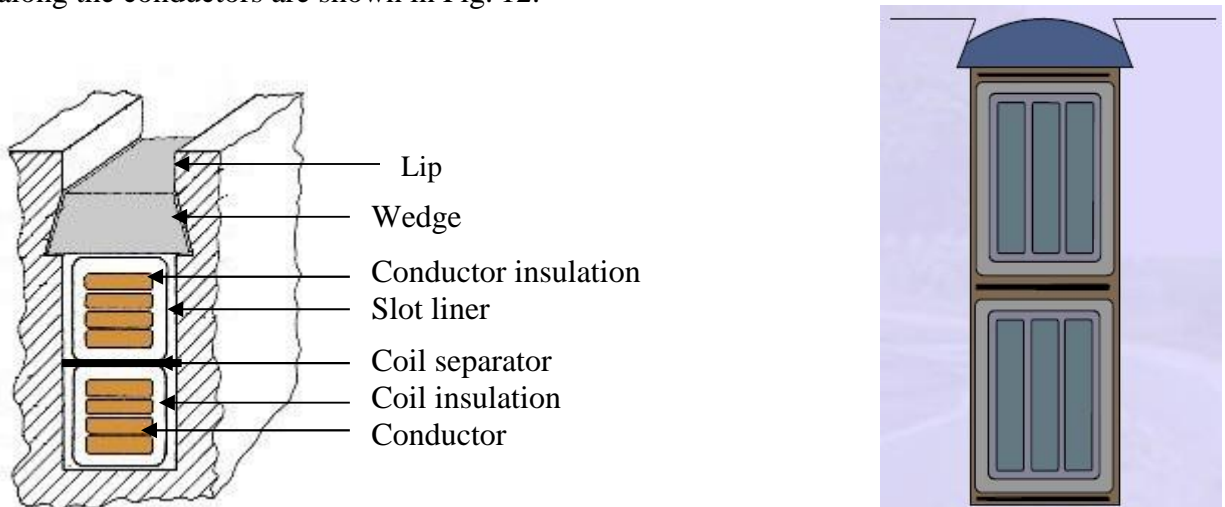 along the conductors are shown in Fig. 12.
Lip
Wedge
Conductor insulation
Slot liner
Coil separator
Coil insulation
Conductor